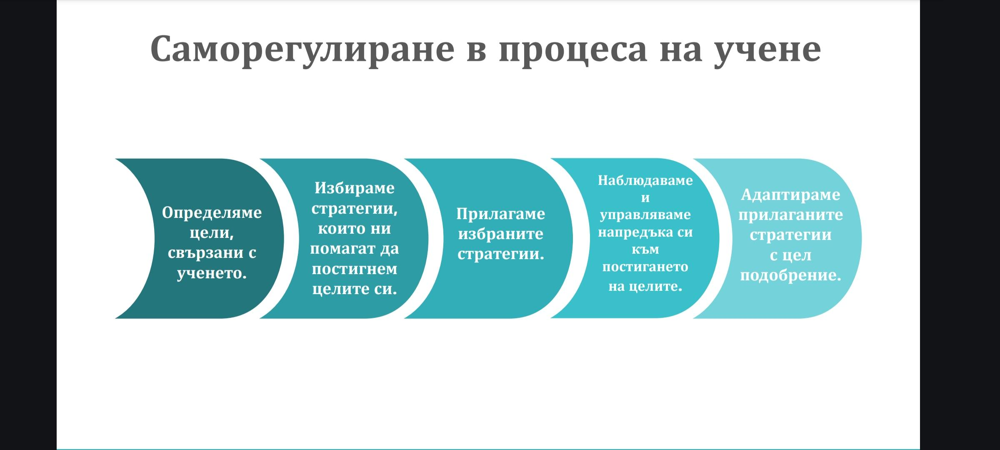 Саморегулиране в процеса на учене
Определяме
цели,
свързани с
ученето.
Избираме
стратегии,
които ни
помагат да
постигнем
целите си.
Прилагаме
избраните
стратегии.
Наблюдаваме
и
управляваме
напредъка си
към
постигането
на целите.
Адаптираме
прилаганите
стратегии
с цел
подобрение.